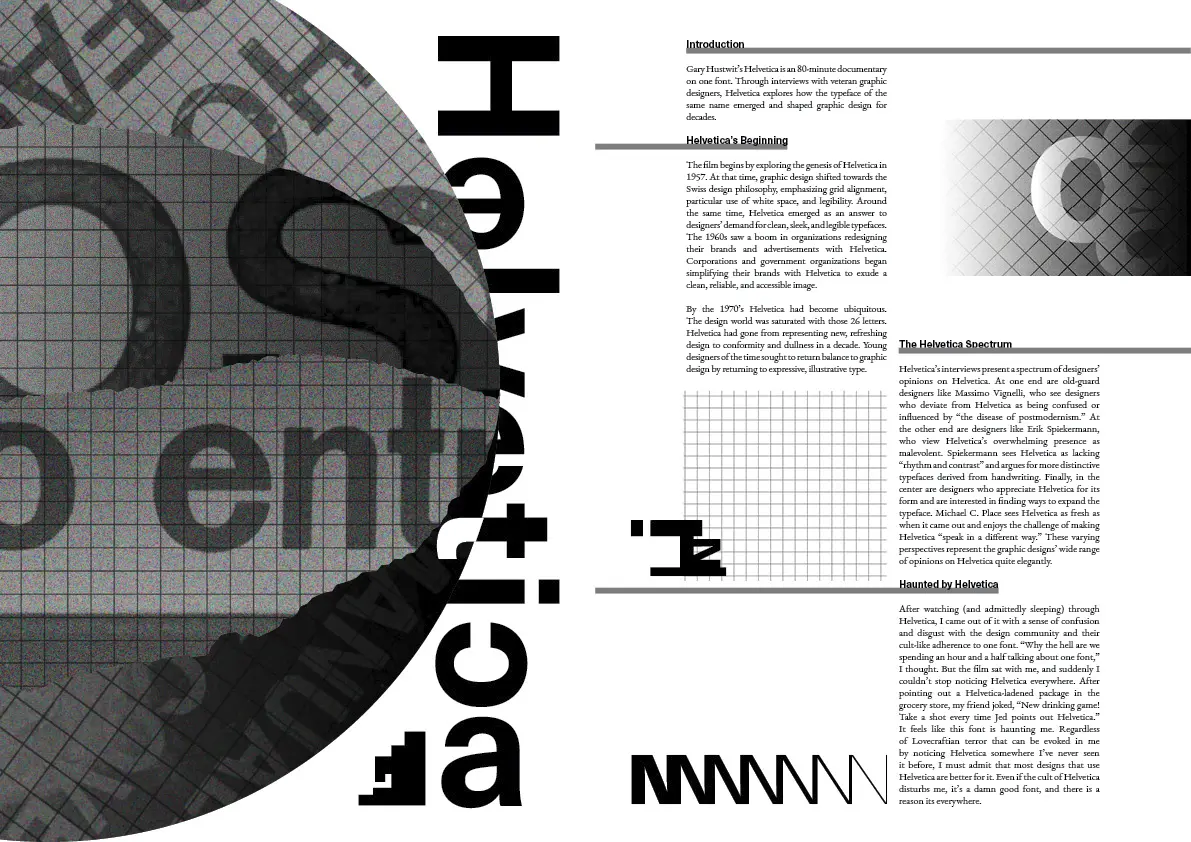 Helvetica
Introduction
Gary Hustwit's Helvetica is an 80-minute documentary
on one font. Through interviews with veteran graphic
designers, Helvetica explores how the typeface of the
same name emerged and shaped graphic design for
decades.
Helvetica's Beginning
The film begins by exploring the genesis of Helvetica in
1957. At that time, graphic design shifted towards the
Swiss design philosophy, emphasizing grid alignment,
particular use of white space, and legibility. Around
the same time, Helvetica emerged as an answer to
designers' demand for clean, sleek, and legible typefaces.
The 1960s saw a boom in organizations redesigning
their brands and advertisements with Helvetica.
Corporations and government organizations began
simplifying their brands with Helvetica to exude a
clean, reliable, and accessible image.
By the 1970's Helvetica had become ubiquitous.
The design world was saturated with those 26 letters.
Helvetica had gone from representing new, refreshing
design to conformity and dullness in a decade. Young
designers of the time sought to return balance to graphic
design by returning to expressive, illustrative type.
The Helvetica Spectrum
Helvetica's interviews present a spectrum of designers'
opinions on Helvetica. At one end are old-guard
designers like Massimo Vignelli, who see designers
who deviate from Helvetica as being confused or
influenced by "the disease of postmodernism." At
the other end are designers like Erik Spiekermann,
who view Helvetica's overwhelming presence as
malevolent. Spiekermann sees Helvetica as lacking
"rhythm and contrast" and argues for more distinctive
typefaces derived from handwriting. Finally, in the
center are designers who appreciate Helvetica for its
form and are interested in finding ways to expand the
typeface. Michael C. Place sees Helvetica as fresh as
when it came out and enjoys the challenge of making
Helvetica "speak in a different way." These varying
perspectives represent the graphic designs' wide range
of opinions on Helvetica quite elegantly.
Haunted by Helvetica
After watching (and admittedly sleeping) through
Helvetica, I came out of it with a sense of confusion
and disgust with the design community and their
cult-like adherence to one font. "Why the hell are we
spending an hour and a half talking about one font,"
I thought. But the film sat with me, and suddenly I
couldn't stop noticing Helvetica everywhere. After
pointing out a Helvetica-ladened package in the
grocery store, my friend joked, "New drinking game!
Take a shot every time Jed points out Helvetica."
It feels like this font is haunting me. Regardless
of Lovecraftian terror that can be evoked in me
by noticing Helvetica somewhere I've never seen
it before, I must admit that most designs that use
Helvetica are better for it. Even if the cult of Helvetica
disturbs me, it's a damn good font, and there is a
reason its everywhere.